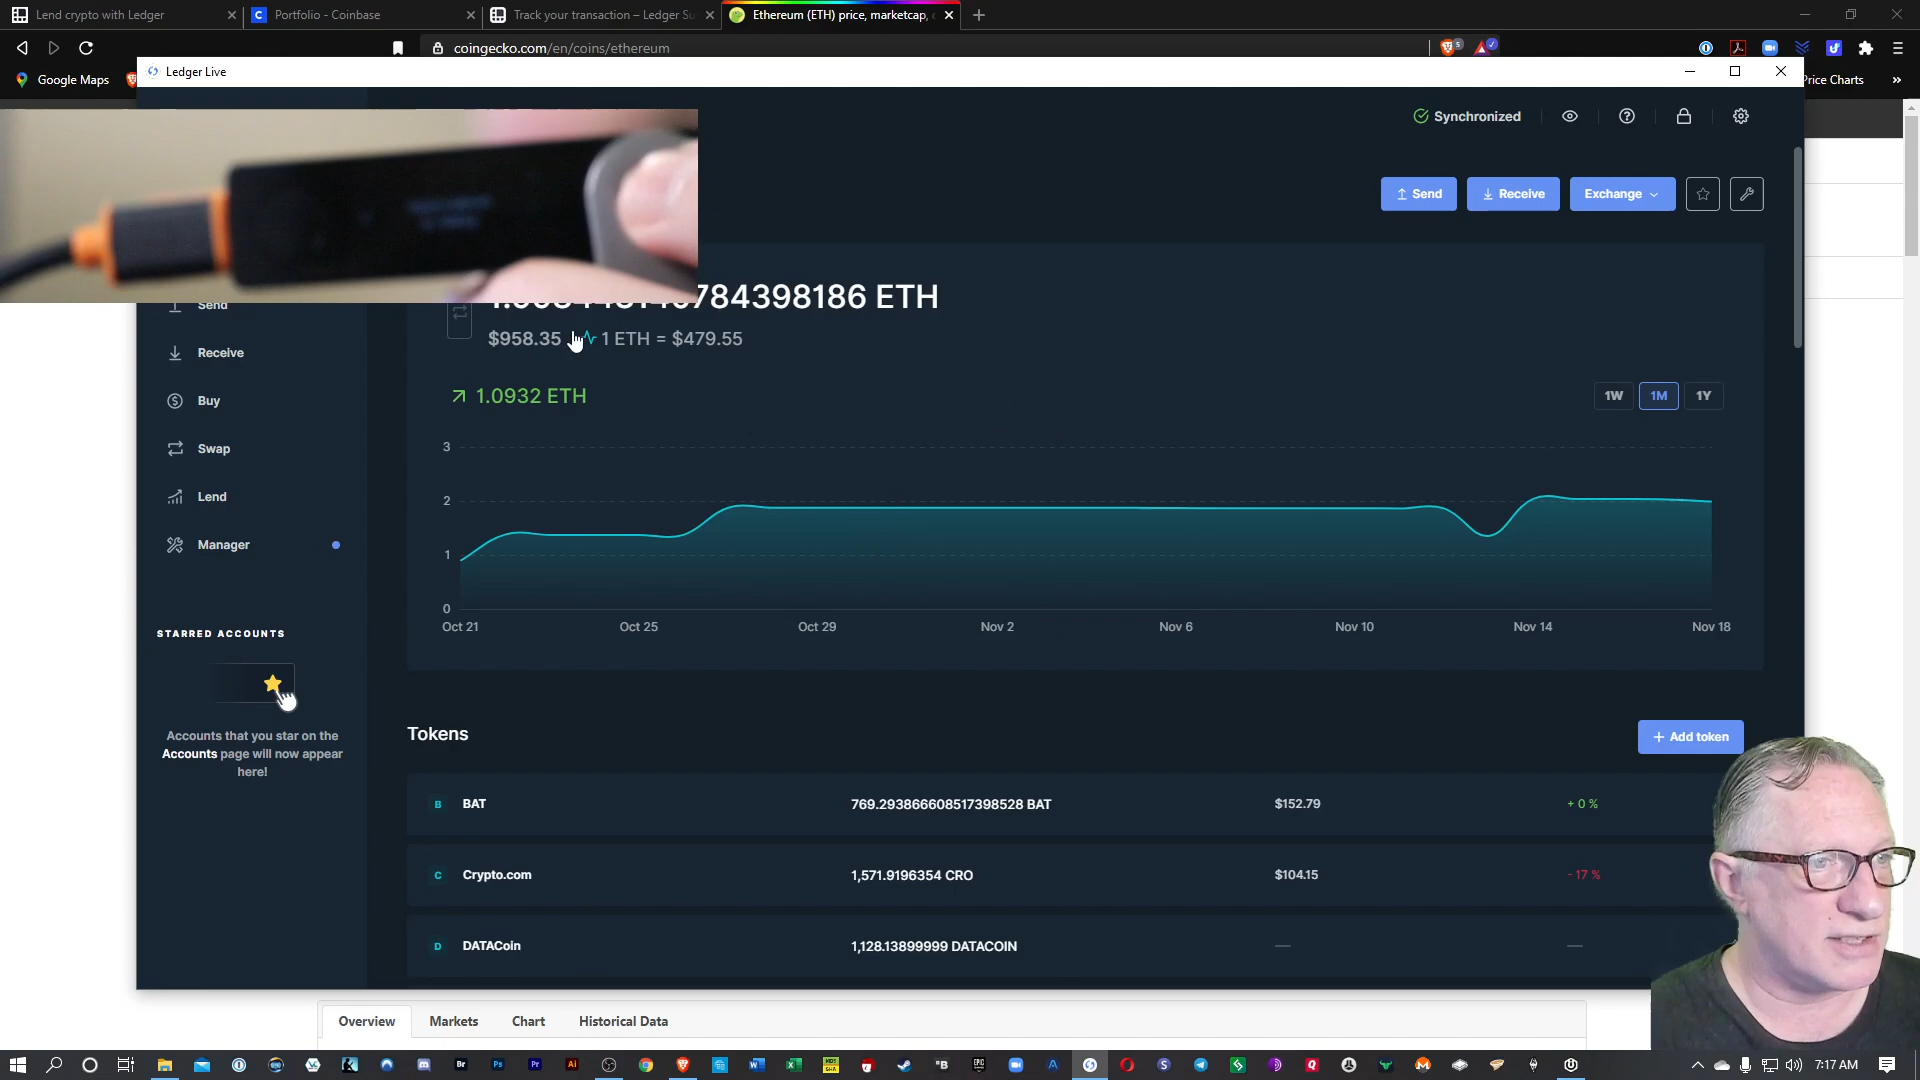 Lend crypto with Ledger
Portfolio - Coinbase
Track your transaction – Ledger Su
Ethereum (ETH) price, marketcap,
coingecko.com/en/coins/ethereum
5
Google Maps
Price Charts
Ledger Live
Synchronized
Send
Receive
Exchange
784398186 ETH
$958.35
1 ETH = $479.55
1.0932 ETH
1W
1M
1Y
Send
Receive
Buy
Swap
Lend
Manager
STARRED ACCOUNTS
Accounts that you star on the
Accounts page will now appear
here!
3
2
1
0
Oct 21
Oct 25
Oct 29
Nov 2
Nov 6
Nov 10
Nov 14
Nov 18
Tokens
+ Add token
B
BAT
769.293866608517398528 BAT
$152.79
+ 0 %
C
Crypto.com
1,571.9196354 CRO
$104.15
- 17 %
D
DATACoin
1,128.13899999 DATACOIN
—
—
Overview
Markets
Chart
Historical Data
7:17 AM